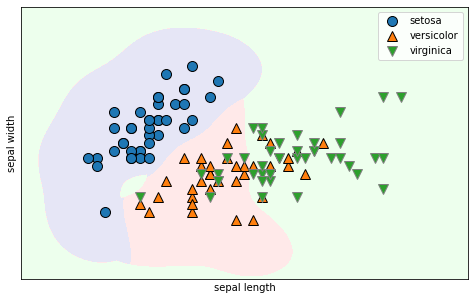 setosa
versicolor
virginica
sepal width
sepal length